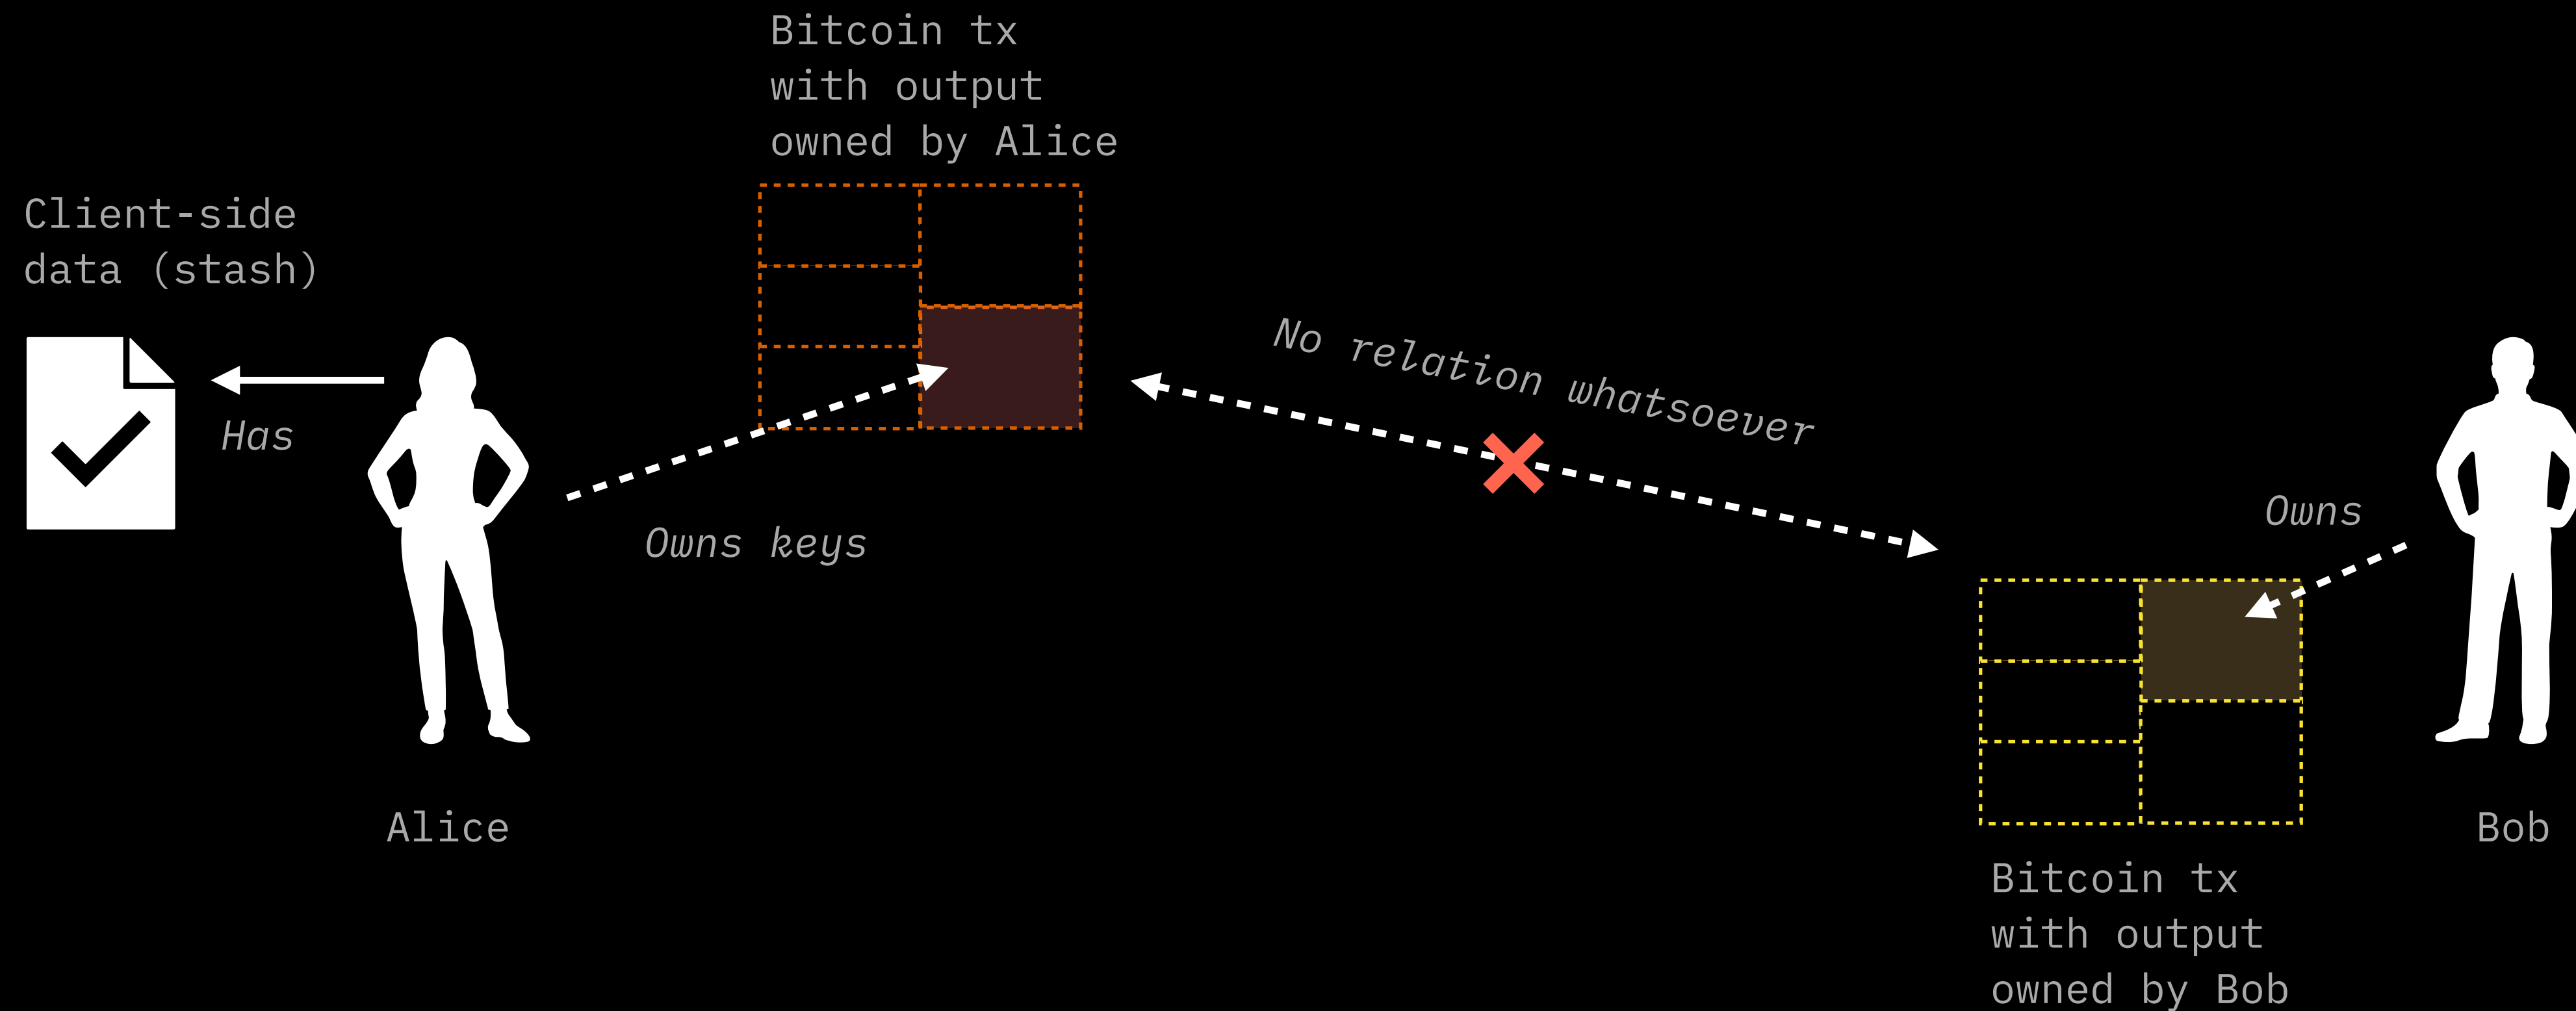 Bitcoin tx
with output
owned by Alice
Client-side
data (stash)
Has
Owns keys
No relation whatsoever
Owns
Alice
Bob
Bitcoin tx
with output
owned by Bob